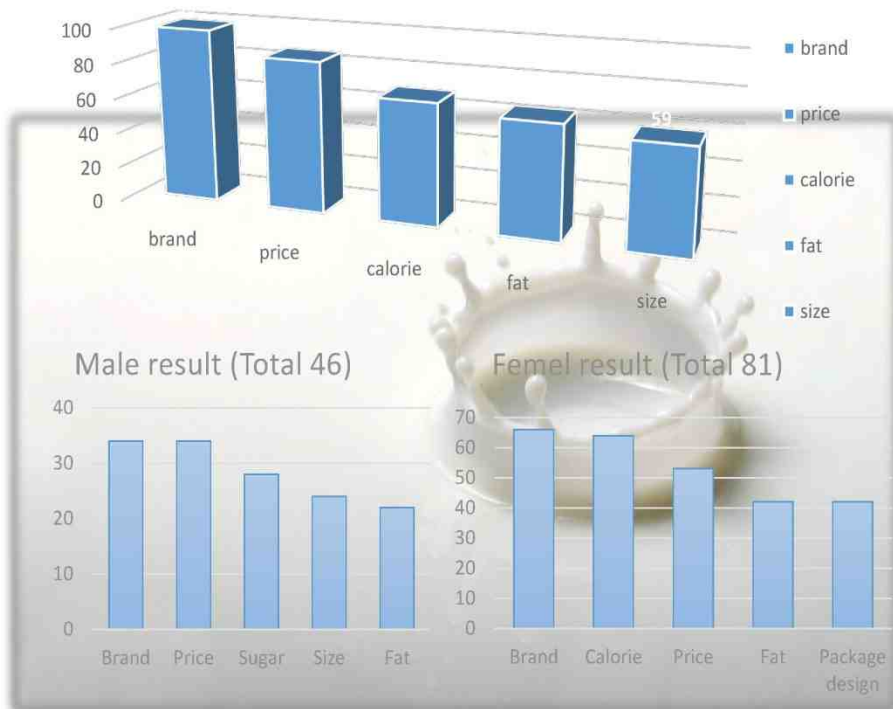 100
80
60
40
20
0
brand
price
calorie
fat
size
59
brand
price
calorie
fat
size
Male result (Total 46)
40
30
20
10
0
Brand Price Sugar Size Fat
Femel result (Total 81)
70
60
50
40
30
20
10
0
Brand Calorie Price Fat Package
design